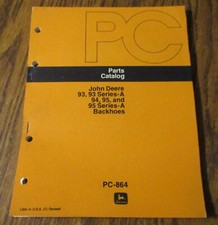 PC
Parts
Catalog
John Deere
93, 93 Series-A
94, 95, and
95 Series-A
Backhoes
PC-864